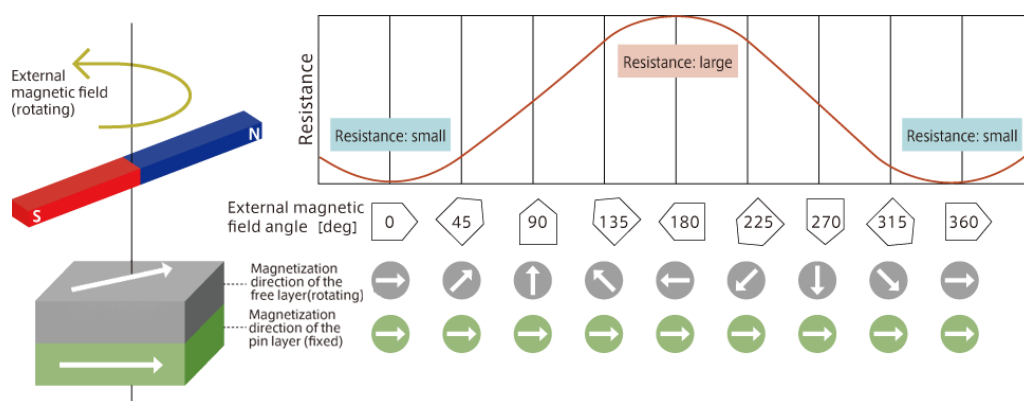 External
magnetic field
(rotating)
N
S
Resistance
Resistance: small
Resistance: large
Resistance: small
External magnetic
field angle [deg]
0 45 90 135 180 225 270 315 360
Magnetization
direction of the
free layer(rotating)
Magnetization
direction of the
pin layer (fixed)